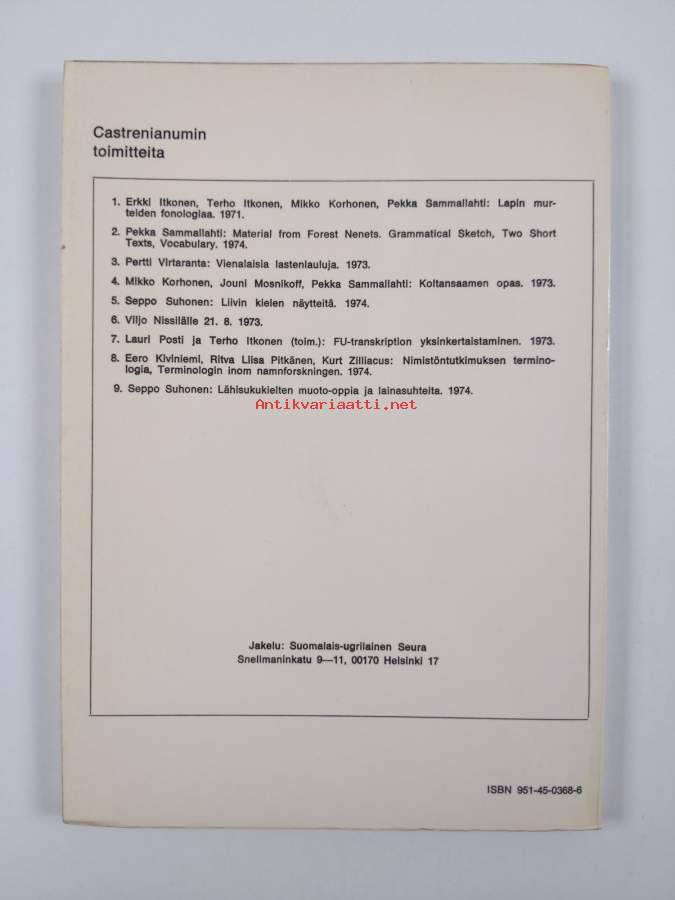 Castrenianumin
toimitteita
1. Erkki Itkonen, Terho Itkonen, Mikko Korhonen, Pekka Sammallahti: Lapin mur-
teiden fonologiaa. 1971.
2. Pekka Sammallahti: Material from Forest Nenets. Grammatical Sketch, Two Short
Texts, Vocabulary. 1974.
3. Pertti Virtaranta: Vienalaisia lastenlauluja. 1973.
4. Mikko Korhonen, Jouni Mosnikoff, Pekka Sammallahti: Koltansaamen opas. 1973.
5. Seppo Suhonen: Liivin kielen näytteitä. 1974.
6. Viljo Nissilälle 21. 8. 1973.
7. Lauri Posti ja Terho Itkonen (toim.): FU-transkription yksinkertaistaminen. 1973.
8. Eero Kiviniemi, Ritva Liisa Pitkänen, Kurt Zilliacus: Nimistöntutkimuksen termino-
logia, Terminologin inom namnforskningen. 1974.
9. Seppo Suhonen: Lähisukukielten muoto-oppia ja lainasuhteita. 1974.
Antikvariaatti.net
Jakelu: Suomalais-ugrilainen Seura
Snellmaninkatu 9—11, 00170 Helsinki 17
ISBN 951-45-0368-6